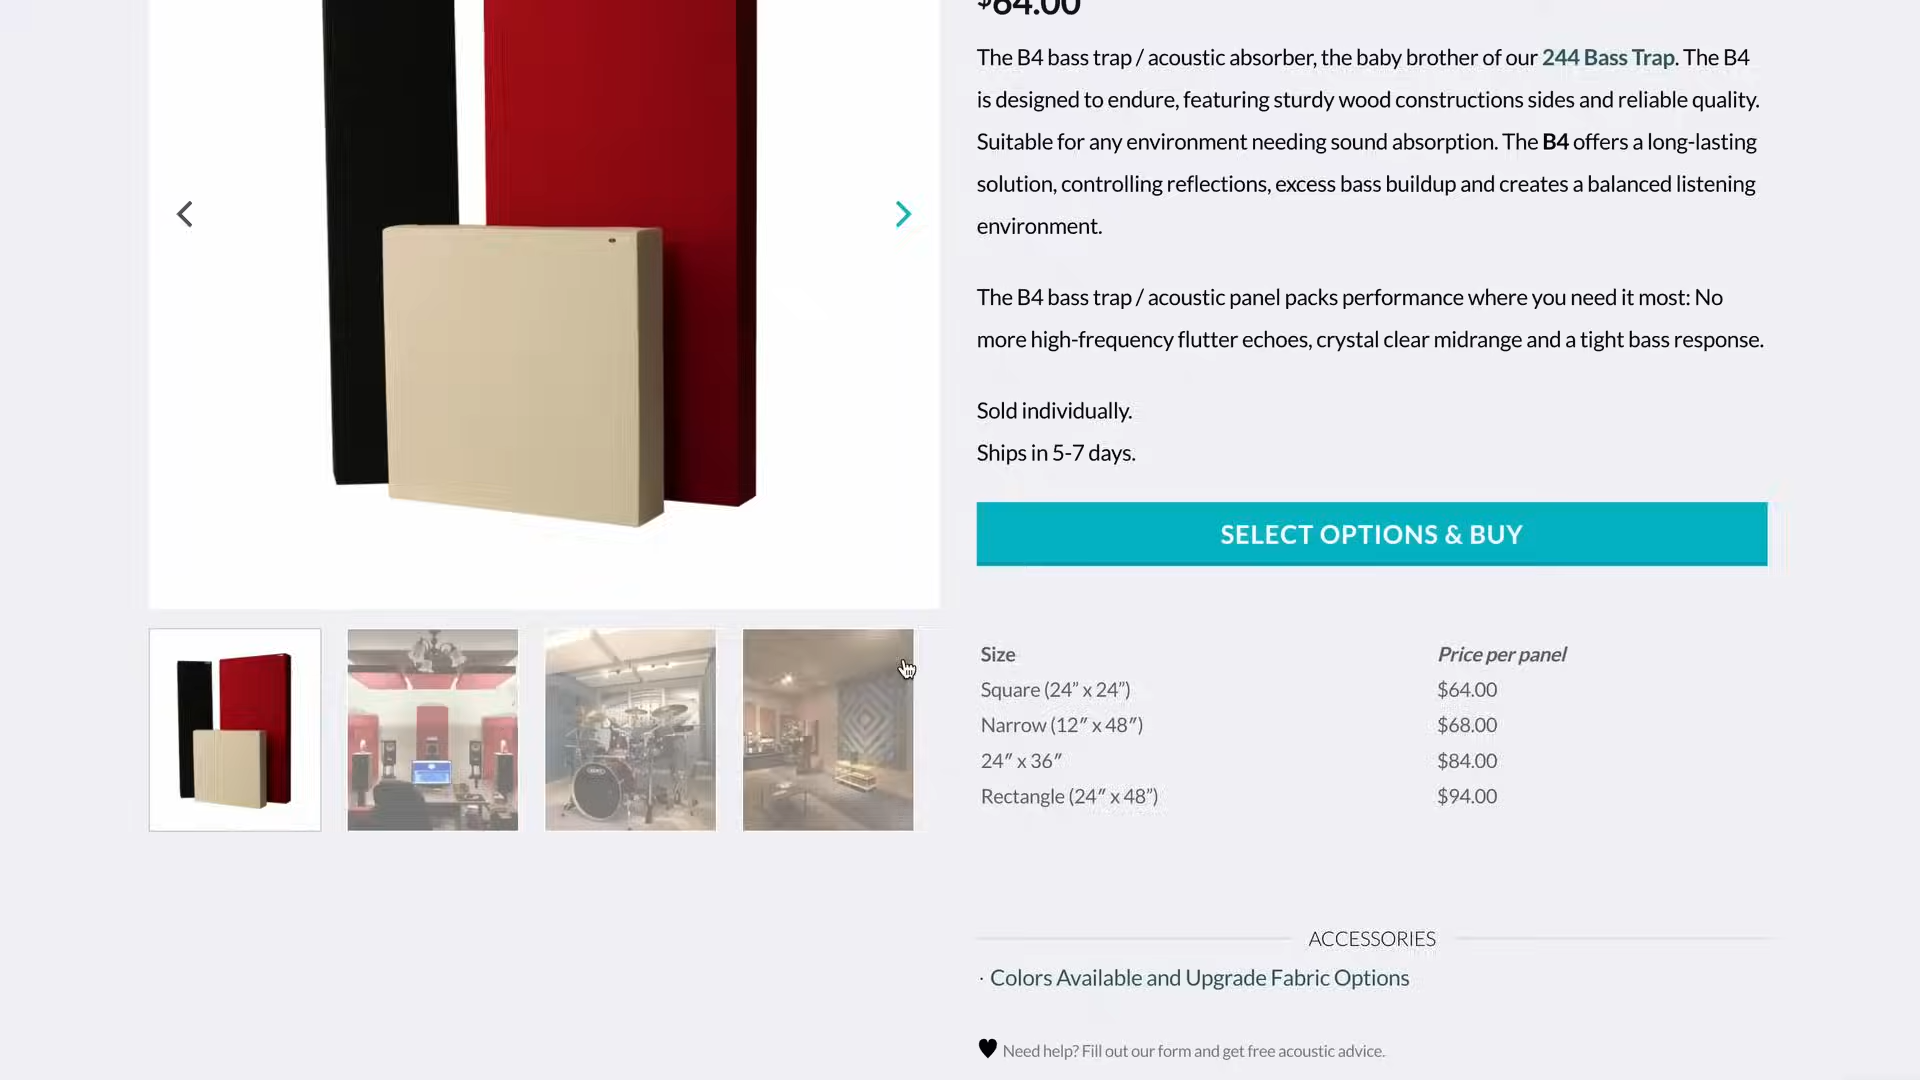 $64.00
The B4 bass trap / acoustic absorber, the baby brother of our 244 Bass Trap. The B4
is designed to endure, featuring sturdy wood constructions sides and reliable quality.
Suitable for any environment needing sound absorption. The B4 offers a long-lasting
solution, controlling reflections, excess bass buildup and creates a balanced listening
environment.
The B4 bass trap / acoustic panel packs performance where you need it most: No
more high-frequency flutter echoes, crystal clear midrange and a tight bass response.
Sold individually.
Ships in 5-7 days.
SELECT OPTIONS & BUY
Size Price per panel
Square (24” x 24”) $64.00
Narrow (12″ x 48″) $68.00
24″ x 36″ $84.00
Rectangle (24″ x 48”) $94.00
ACCESSORIES
· Colors Available and Upgrade Fabric Options
Need help? Fill out our form and get free acoustic advice.